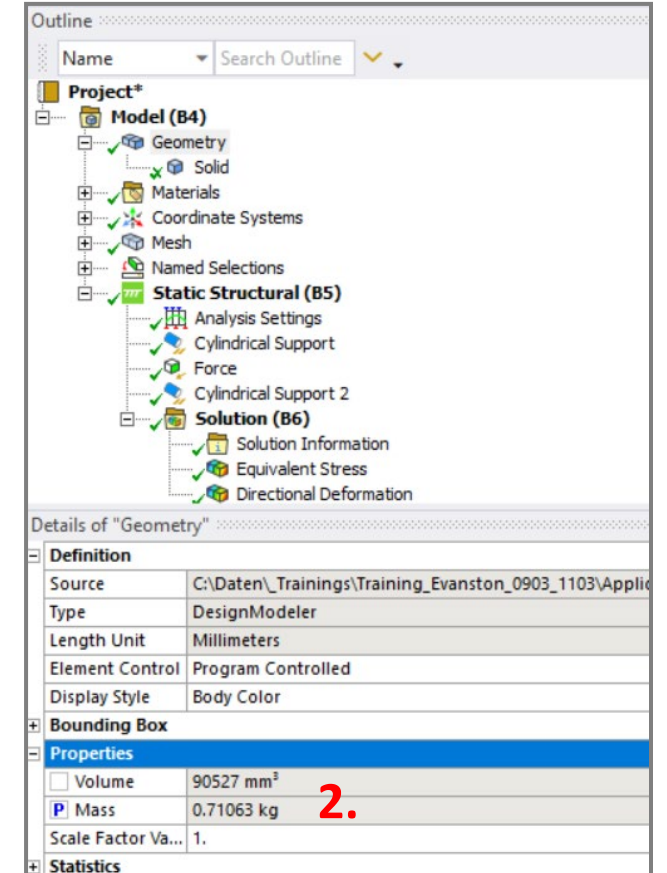 Outline
Name Search Outline
Project*
Model (B4)
Geometry
Solid
Materials
Coordinate Systems
Mesh
Named Selections
Static Structural (B5)
Analysis Settings
Cylindrical Support
Force
Cylindrical Support 2
Solution (B6)
Solution Information
Equivalent Stress
Directional Deformation
Details of "Geometry"
Definition
Source C:\Daten\_Trainings\Training_Evanston_0903_1103\Applic
Type DesignModeler
Length Unit Millimeters
Element Control Program Controlled
Display Style Body Color
Bounding Box
Properties
Volume 90527 mm³
P Mass 0.71063 kg 2.
Scale Factor Va... 1.
Statistics